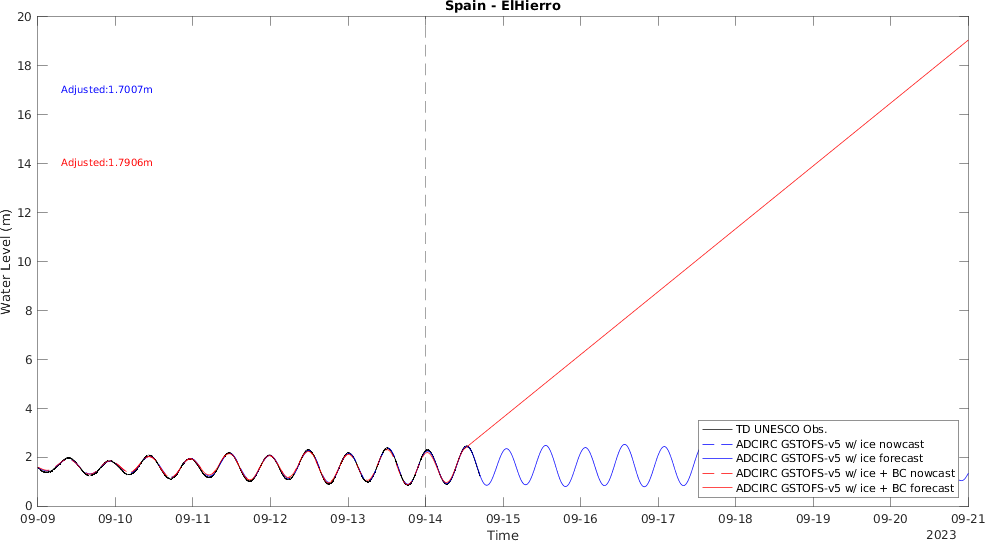 Spain - ElHierro
20
18
16
14
12
10
8
6
4
2
0
Water Level (m)
Adjusted:1.7007m
Adjusted:1.7906m
TD UNESCO Obs.
ADCIRC GSTOFS-v5 w/ ice nowcast
ADCIRC GSTOFS-v5 w/ ice forecast
ADCIRC GSTOFS-v5 w/ ice + BC nowcast
ADCIRC GSTOFS-v5 w/ ice + BC forecast
09-09 09-10 09-11 09-12 09-13 09-14 09-15 09-16 09-17 09-18 09-19 09-20 09-21
Time
2023